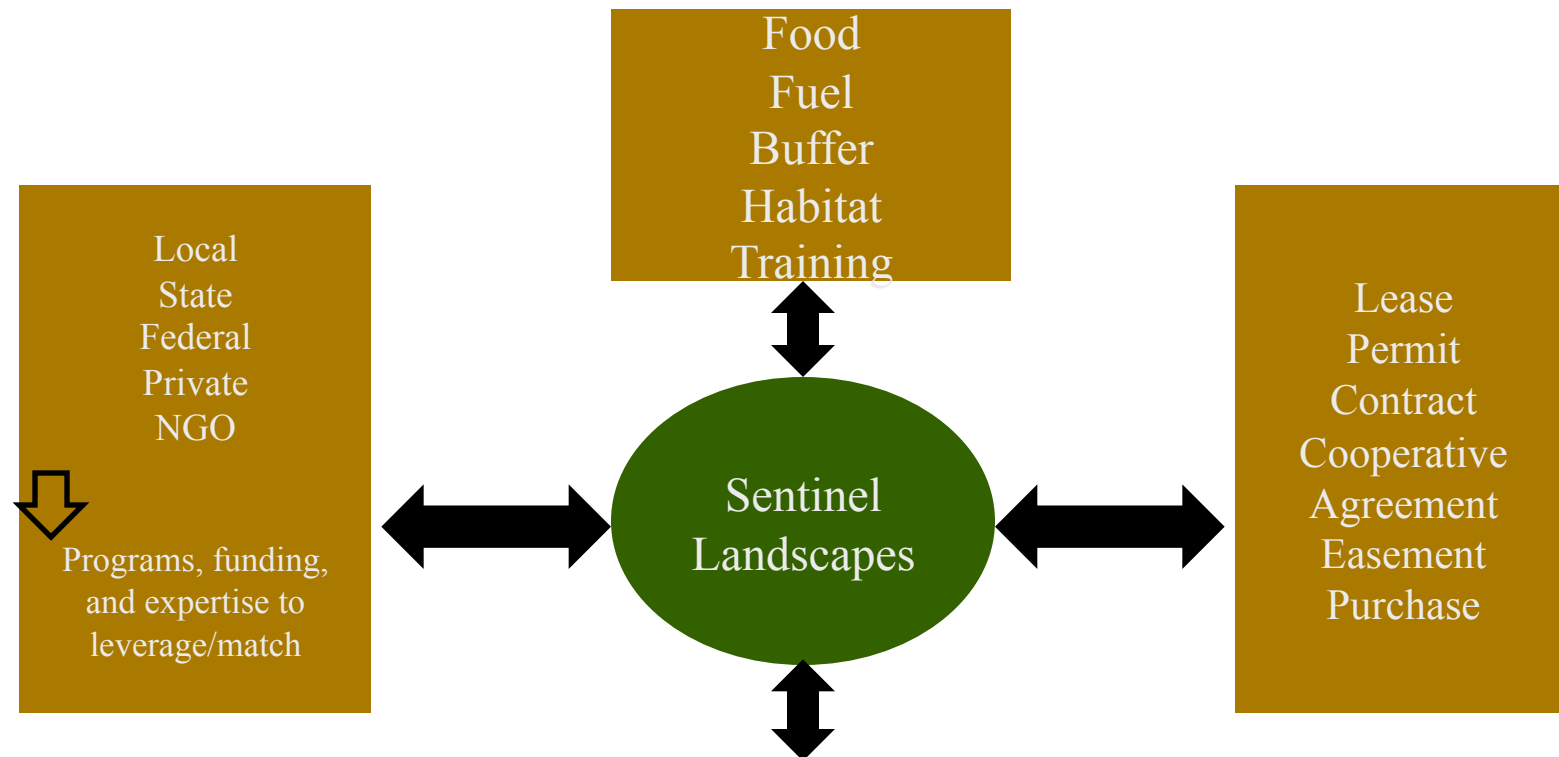 Food
Fuel
Buffer
Habitat
Training
Local
State
Federal
Private
NGO
Programs, funding,
and expertise to
leverage/match
Sentinel
Landscapes
Lease
Permit
Contract
Cooperative
Agreement
Easement
Purchase